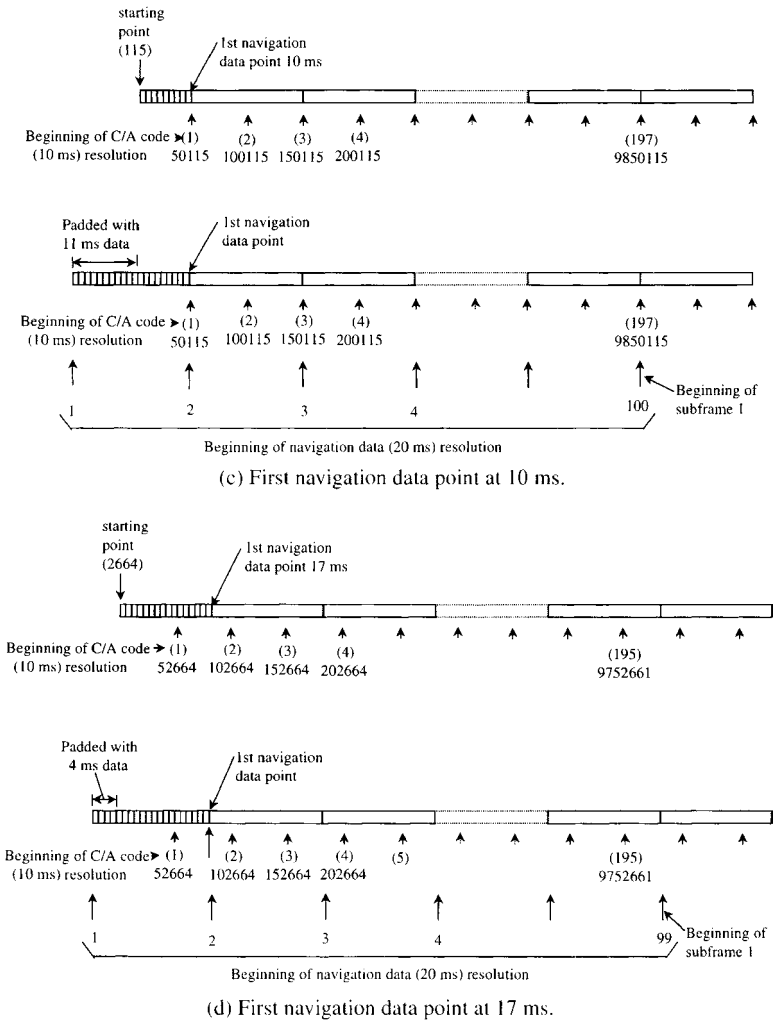 starting
point
(115)
1st navigation
data point 10 ms
Beginning of C/A code (1) (2) (3) (4) (197)
(10 ms) resolution 50115 100115 150115 200115 9850115
Padded with
11 ms data
1st navigation
data point
Beginning of C/A code (1) (2) (3) (4) (197)
(10 ms) resolution 50115 100115 150115 200115 9850115
Beginning of
subframe 1
1 2 3 4 100
Beginning of navigation data (20 ms) resolution
(c) First navigation data point at 10 ms.
starting
point
(2664)
1st navigation
data point 17 ms
Beginning of C/A code (1) (2) (3) (4) (195)
(10 ms) resolution 52664 102664 152664 202664 9752661
Padded with
4 ms data
1st navigation
data point
Beginning of C/A code (1) (2) (3) (4) (5) (195)
(10 ms) resolution 52664 102664 152664 202664 9752661
1 2 3 4 99 Beginning of
subframe 1
Beginning of navigation data (20 ms) resolution
(d) First navigation data point at 17 ms.